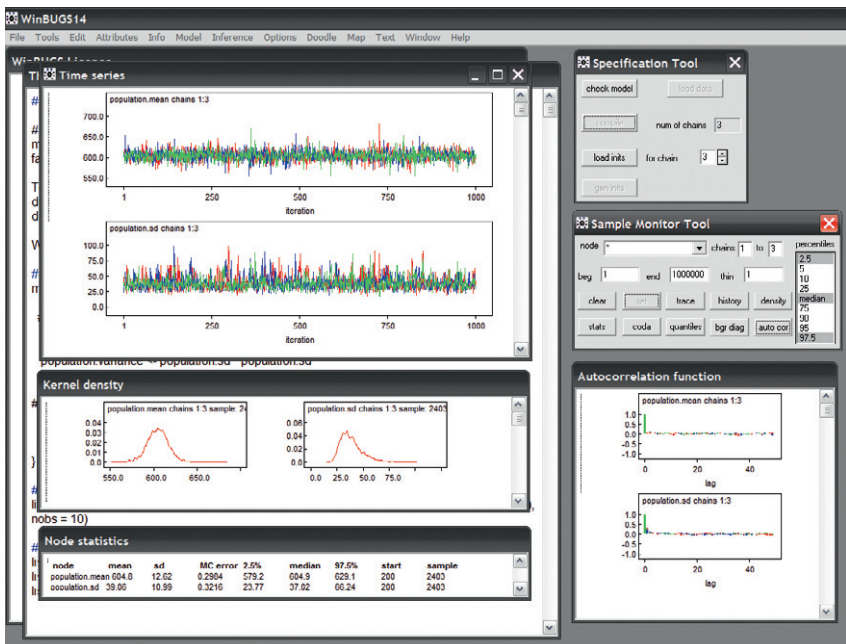 WinBUGS14
File Tools Edit Attributes Info Model Inference Options Doodle Map Text Window Help
Time series
population.mean chains 1:3
700.0
650.0
600.0
550.0
1 250 500 750 1000
iteration
population.sd chains 1:3
100.0
75.0
50.0
25.0
0.0
1 250 500 750 1000
iteration
Kernel density
population.mean chains 1:3 sample: 24
0.04
0.03
0.02
0.01
0.0
550.0 600.0 650.0
population.sd chains 1:3 sample: 2403
0.06
0.04
0.02
0.0
0.0 25.0 50.0 75.0
nobs = 10)
Node statistics
node mean sd MC error 2.5% median 97.5% start sample
population.mean 604.8 12.62 0.2984 579.2 604.9 629.1 200 2403
population.sd 39.06 10.99 0.3216 23.77 37.02 66.24 200 2403
Specification Tool
check model load data
compile num of chains 3
load inits for chain 3
gen inits
Sample Monitor Tool
node * chains 1 to 3 percentiles
2.5
5
10
25
median
75
90
95
97.5
beg 1 end 1000000 thin 1
clear set trace history density
stats coda quantiles bgr diag auto cor
Autocorrelation function
population.mean chains 1:3
1.0
0.5
0.0
-0.5
-1.0
0 20 40
lag
population.sd chains 1:3
1.0
0.5
0.0
-0.5
-1.0
0 20 40
lag